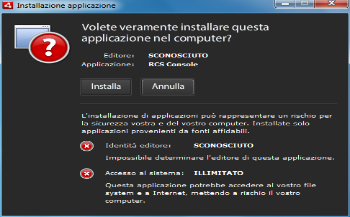 Installazione applicazione
Volete veramente installare questa
applicazione nel computer?
Editore: SCONOSCIUTO
Applicazione: RCS Console
Installa
Annulla
L'installazione di applicazioni può rappresentare un rischio per
la sicurezza vostra e del vostro computer. Installate solo
applicazioni provenienti da fonti affidabili.
Identità editore: SCONOSCIUTO
Impossibile determinare l'editore di questa applicazione.
Accesso al sistema: ILLIMITATO
Questa applicazione potrebbe accedere al vostro file
system e a Internet, mettendo a rischio il vostro
computer.